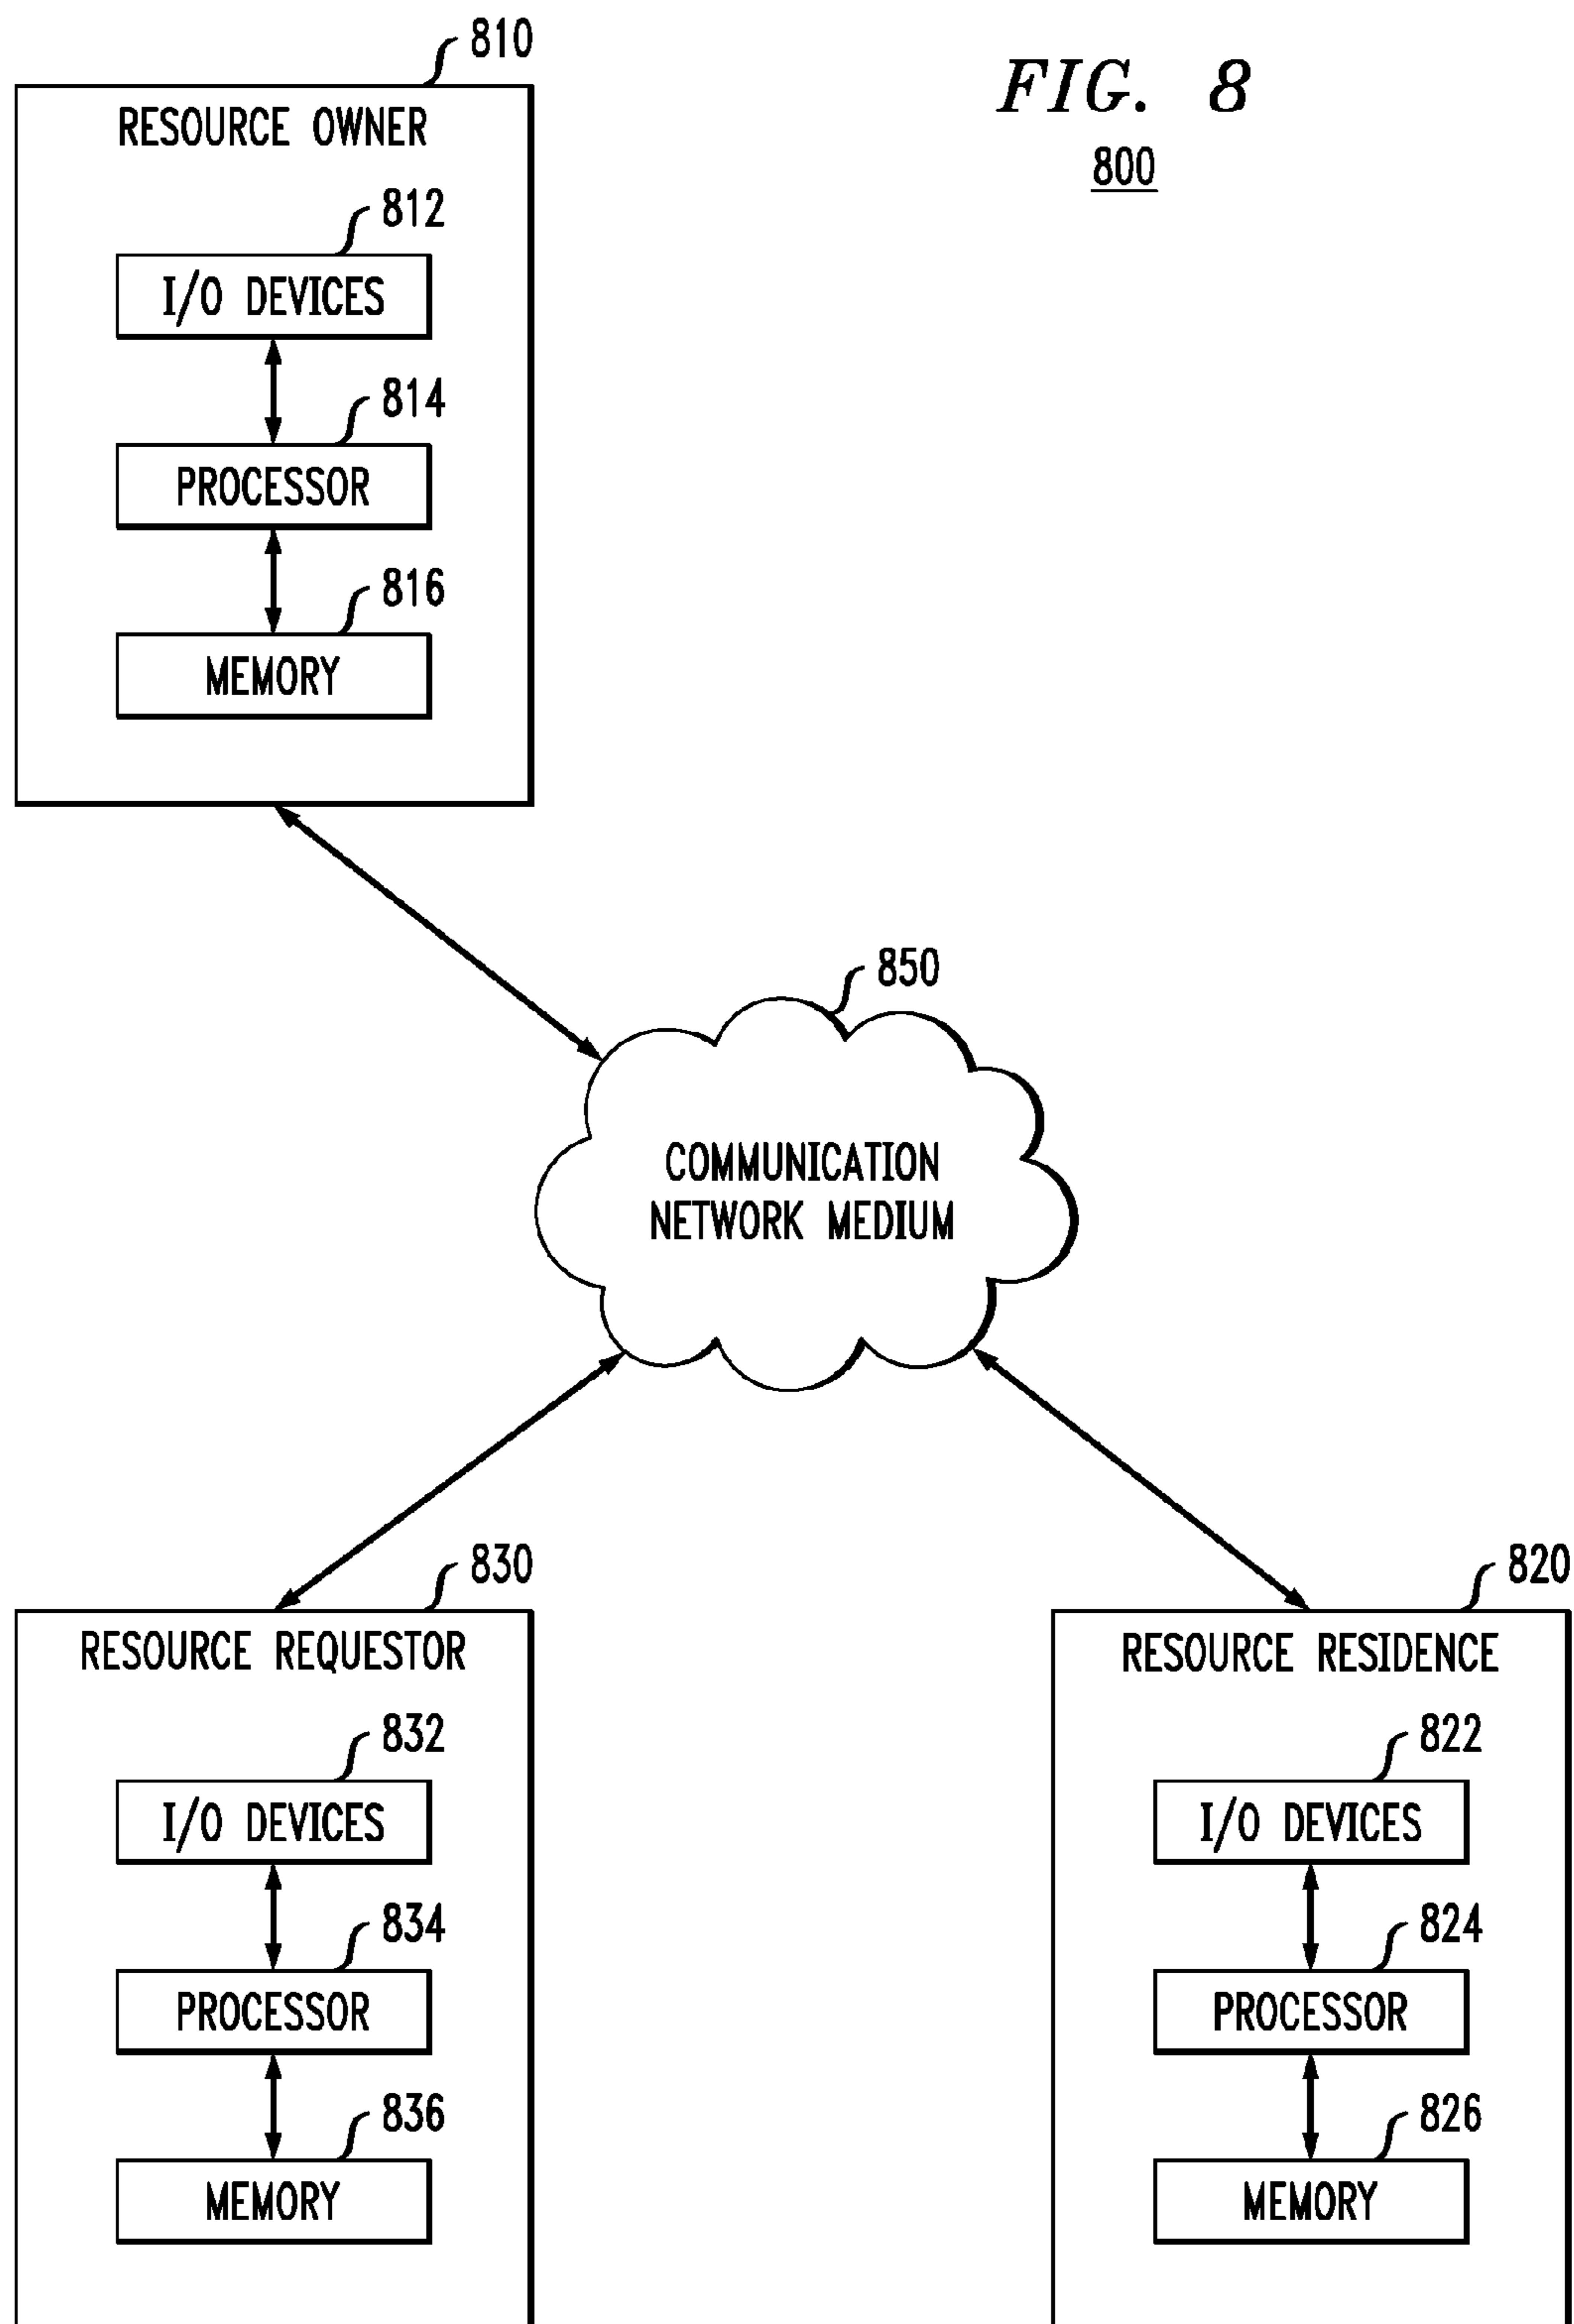 FIG. 8
800
810
RESOURCE OWNER
812
I/O DEVICES
814
PROCESSOR
816
MEMORY
850
COMMUNICATION
NETWORK MEDIUM
830
RESOURCE REQUESTOR
832
I/O DEVICES
834
PROCESSOR
836
MEMORY
820
RESOURCE RESIDENCE
822
I/O DEVICES
824
PROCESSOR
826
MEMORY